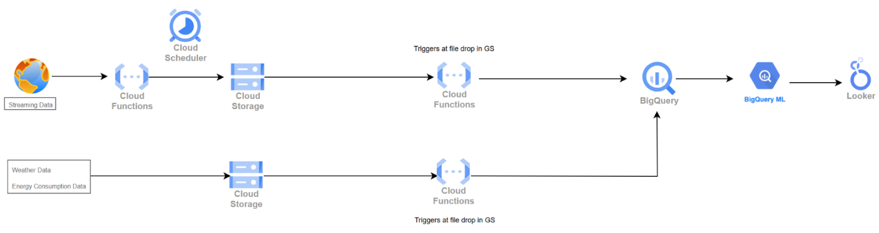 Cloud
Scheduler
Triggers at file drop in GS
Streaming Data
Cloud
Functions
Cloud
Storage
Cloud
Functions
BigQuery
BigQuery ML
Looker
Weather Data
Energy Consumption Data
Cloud
Storage
Cloud
Functions
Triggers at file drop in GS